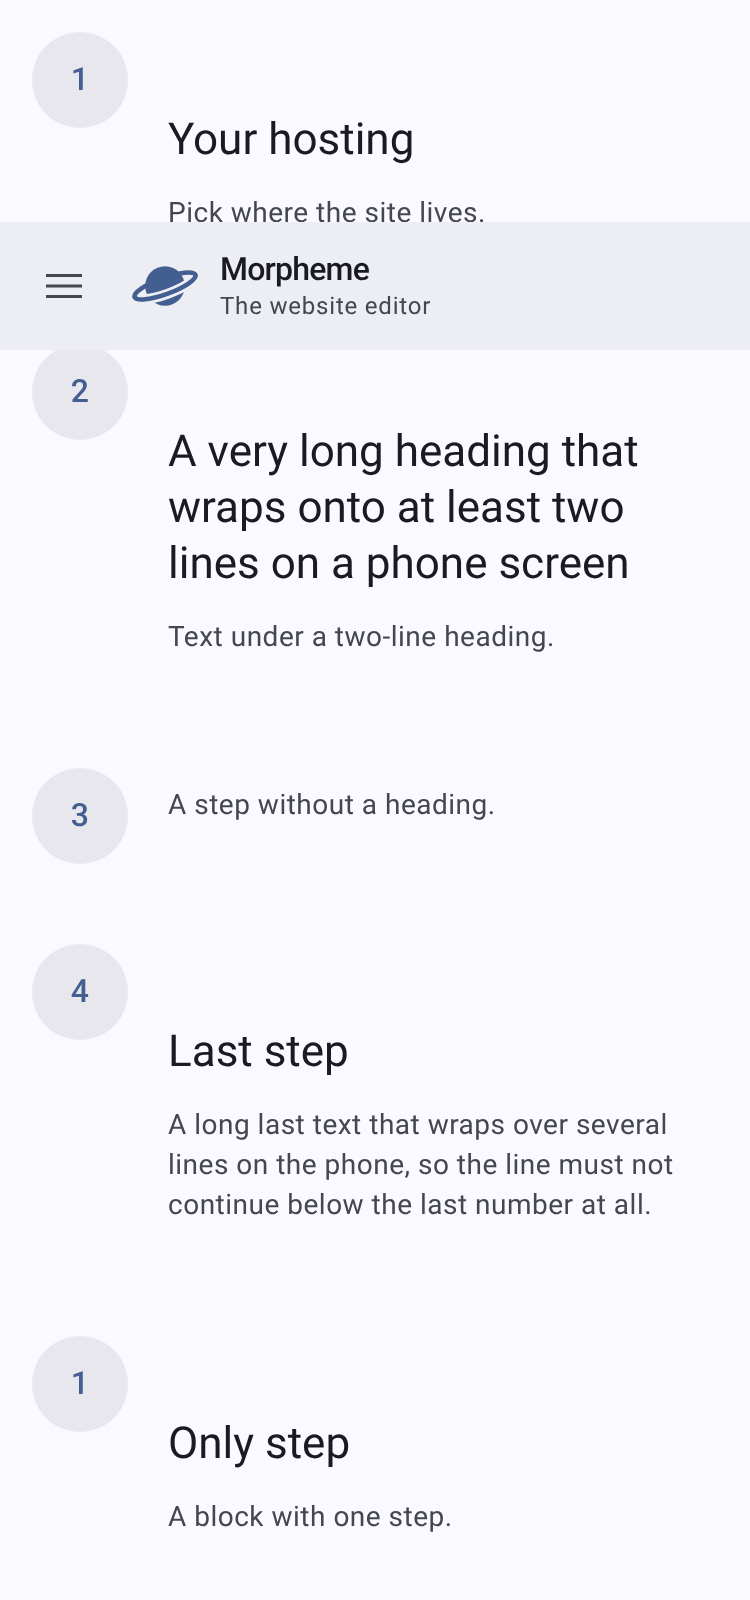 1
Your hosting
Pick where the site lives.
Morpheme
The website editor
2
A very long heading that
wraps onto at least two
lines on a phone screen
Text under a two-line heading.
3
A step without a heading.
4
Last step
A long last text that wraps over several
lines on the phone, so the line must not
continue below the last number at all.
1
Only step
A block with one step.